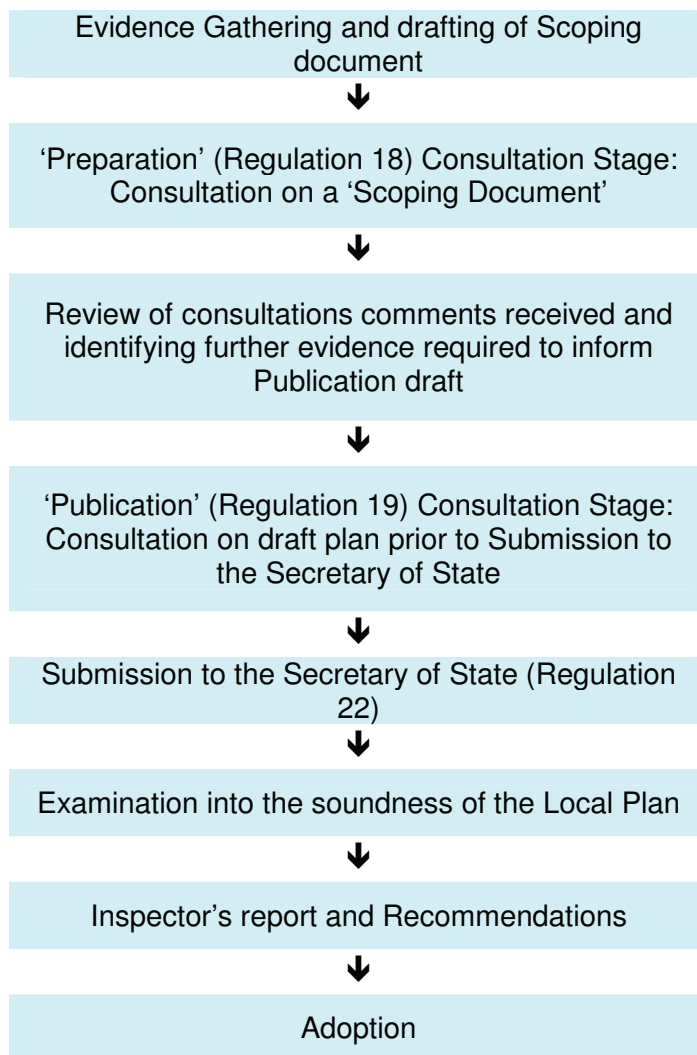 Evidence Gathering and drafting of Scoping
document
‘Preparation’ (Regulation 18) Consultation Stage:
Consultation on a ‘Scoping Document’
Review of consultations comments received and
identifying further evidence required to inform
Publication draft
‘Publication’ (Regulation 19) Consultation Stage:
Consultation on draft plan prior to Submission to
the Secretary of State
Submission to the Secretary of State (Regulation
22)
Examination into the soundness of the Local Plan
Inspector’s report and Recommendations
Adoption